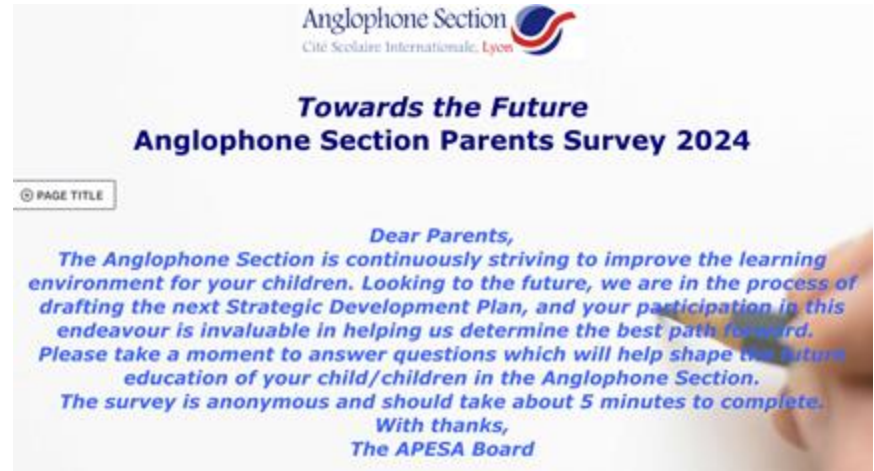 Anglophone Section
Cité Scolaire Internationale, Lyon
Towards the Future
Anglophone Section Parents Survey 2024
PAGE TITLE
Dear Parents,
The Anglophone Section is continuously striving to improve the learning
environment for your children. Looking to the future, we are in the process of
drafting the next Strategic Development Plan, and your participation in this
endeavour is invaluable in helping us determine the best path forward.
Please take a moment to answer questions which will help shape the future
education of your child/children in the Anglophone Section.
The survey is anonymous and should take about 5 minutes to complete.
With thanks,
The APESA Board